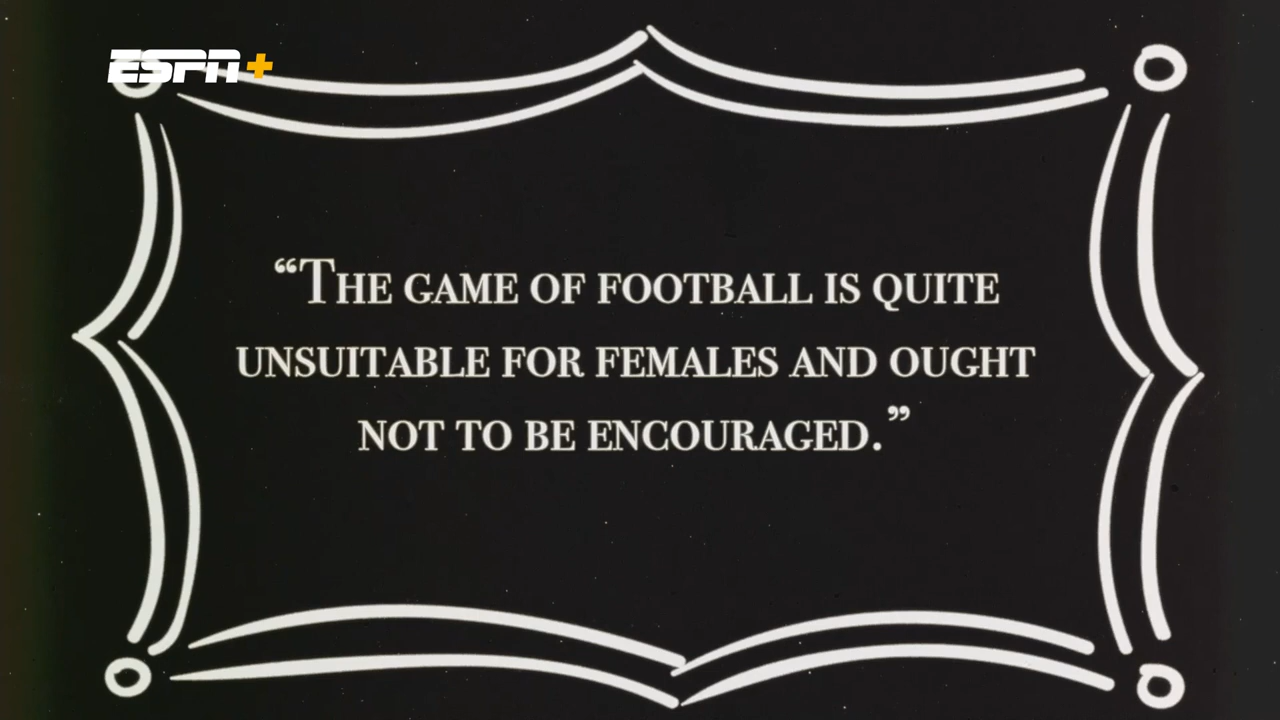 ESPN+
“THE GAME OF FOOTBALL IS QUITE
UNSUITABLE FOR FEMALES AND OUGHT
NOT TO BE ENCOURAGED.”